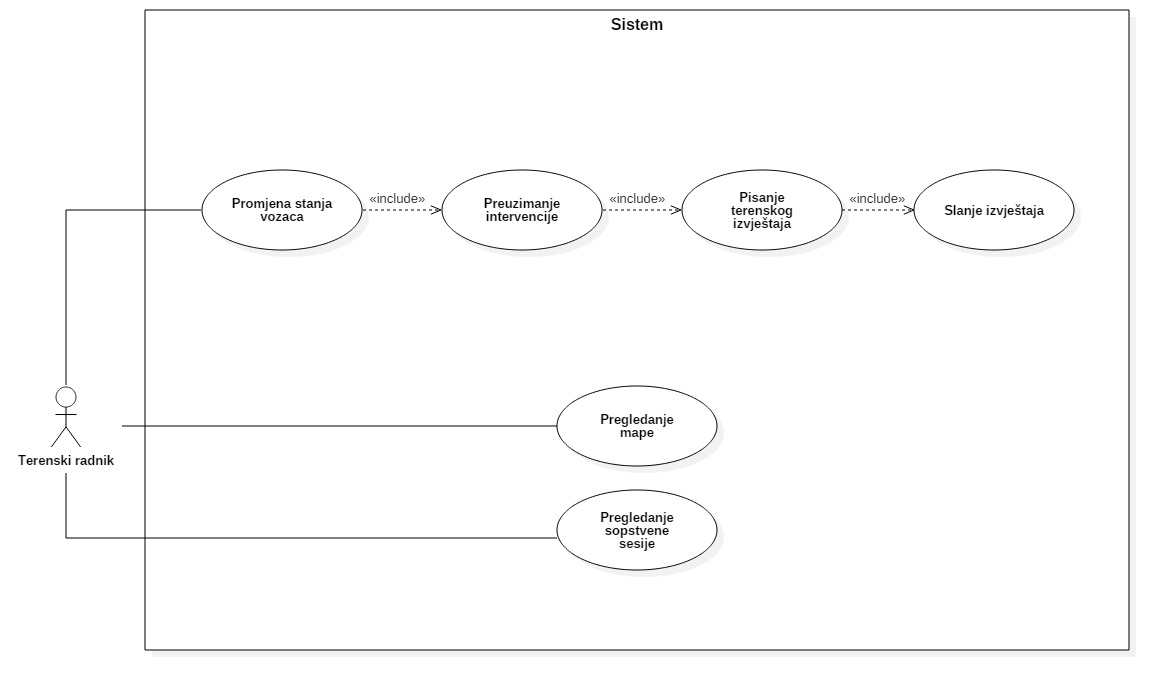 Sistem
Promjena stanja
vozaca
«include»
Preuzimanje
intervencije
«include»
Pisanje
terenskog
izvještaja
«include»
Slanje izvještaja
Pregledanje
mape
Terenski radnik
Pregledanje
sopstvene
sesije